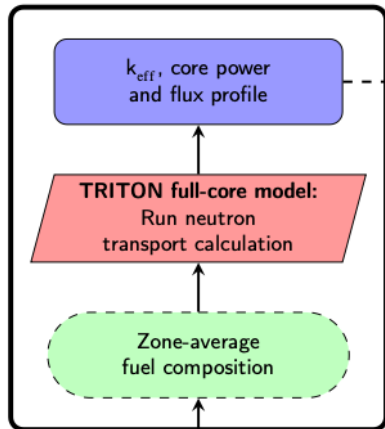 k_eff, core power
and flux profile
TRITON full-core model:
Run neutron
transport calculation
Zone-average
fuel composition